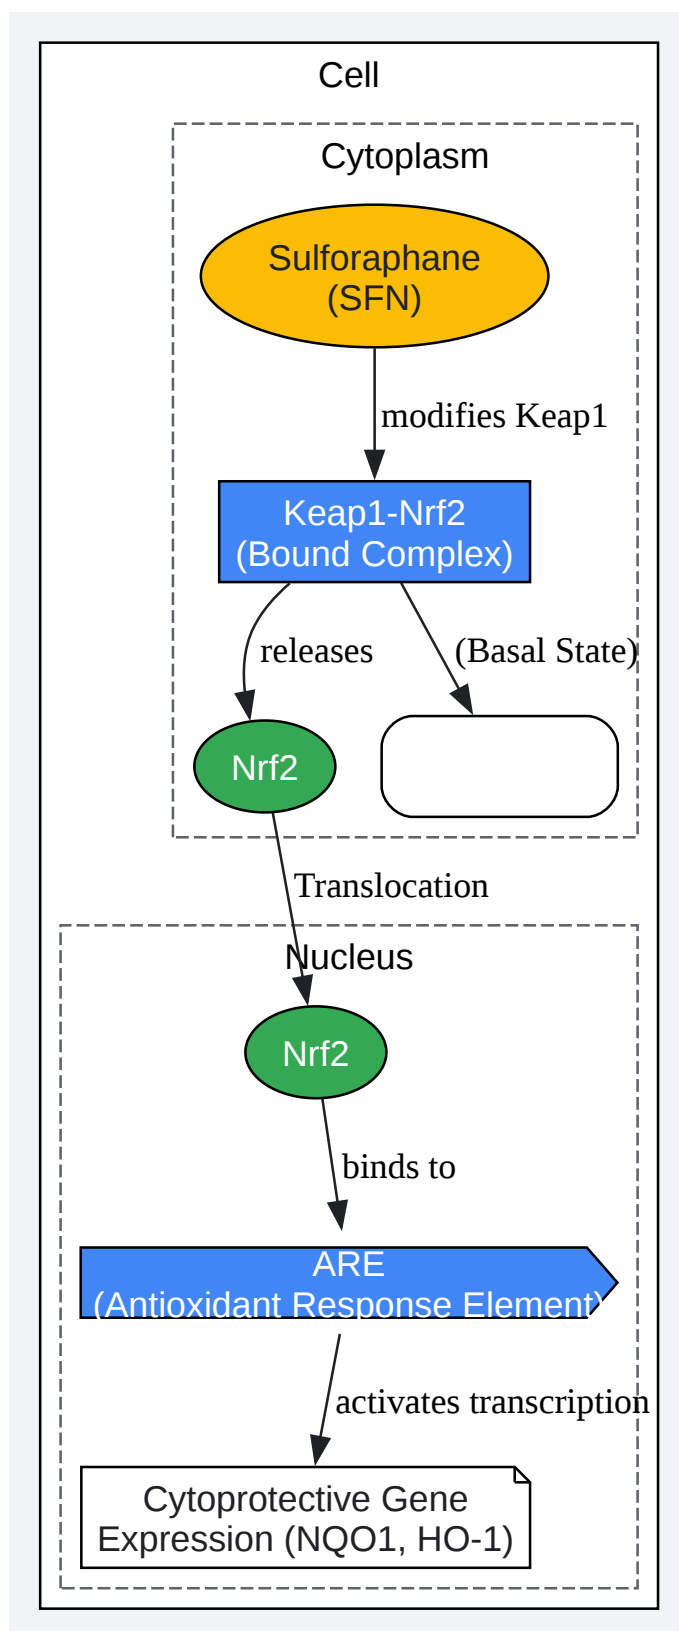 Cell
Cytoplasm
Sulforaphane
(SFN)
modifies Keap1
Keap1-Nrf2
(Bound Complex)
releases
(Basal State)
Nrf2
Translocation
Nucleus
Nrf2
binds to
ARE
(Antioxidant Response Element)
activates transcription
Cytoprotective Gene
Expression (NQO1, HO-1)